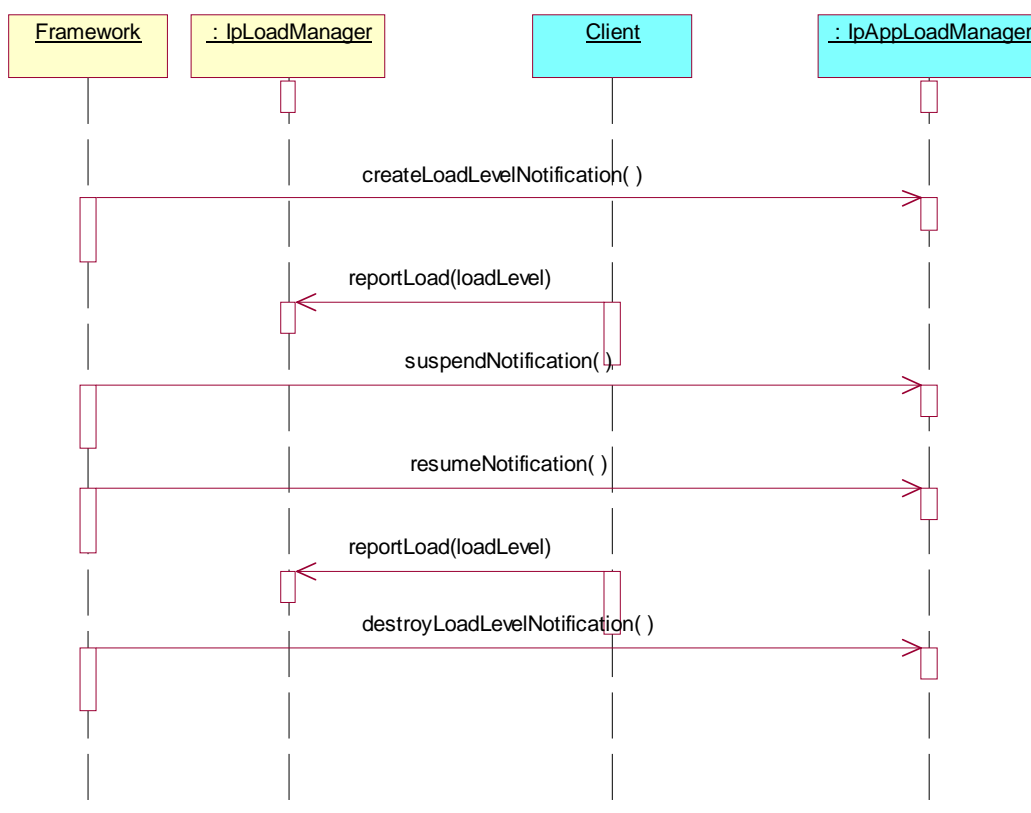 Framework
: IpLoadManager
Client
: IpAppLoadManager
createLoadLevelNotification( )
reportLoad(loadLevel)
suspendNotification( )
resumeNotification( )
reportLoad(loadLevel)
destroyLoadLevelNotification( )